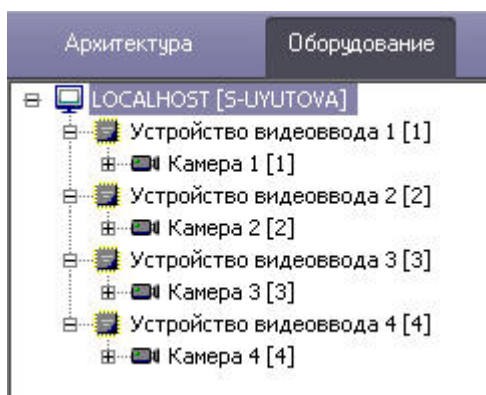 Архитектура Оборудование
LOCALHOST [S-UYUTOVA]
Устройство видеоввода 1 [1]
Камера 1 [1]
Устройство видеоввода 2 [2]
Камера 2 [2]
Устройство видеоввода 3 [3]
Камера 3 [3]
Устройство видеоввода 4 [4]
Камера 4 [4]